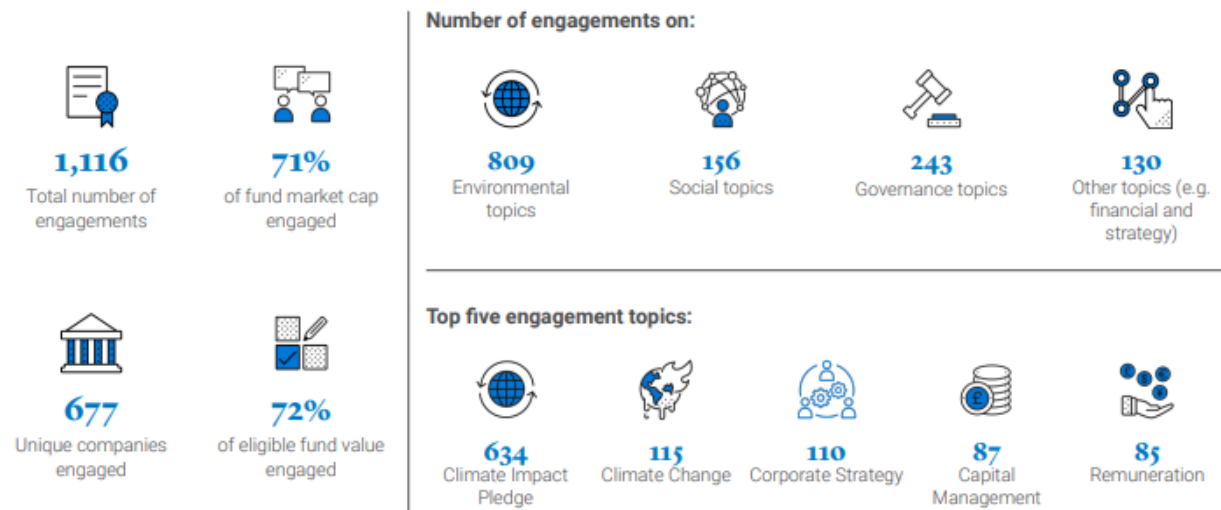 1,116
Total number of
engagements
71%
of fund market cap
engaged
677
Unique companies
engaged
72%
of eligible fund value
engaged
Number of engagements on:
809
Environmental
topics
156
Social topics
243
Governance topics
130
Other topics (e.g.
financial and
strategy)
Top five engagement topics:
634
Climate Impact
Pledge
115
Climate Change
110
Corporate Strategy
£
87
Capital
Management
85
Remuneration